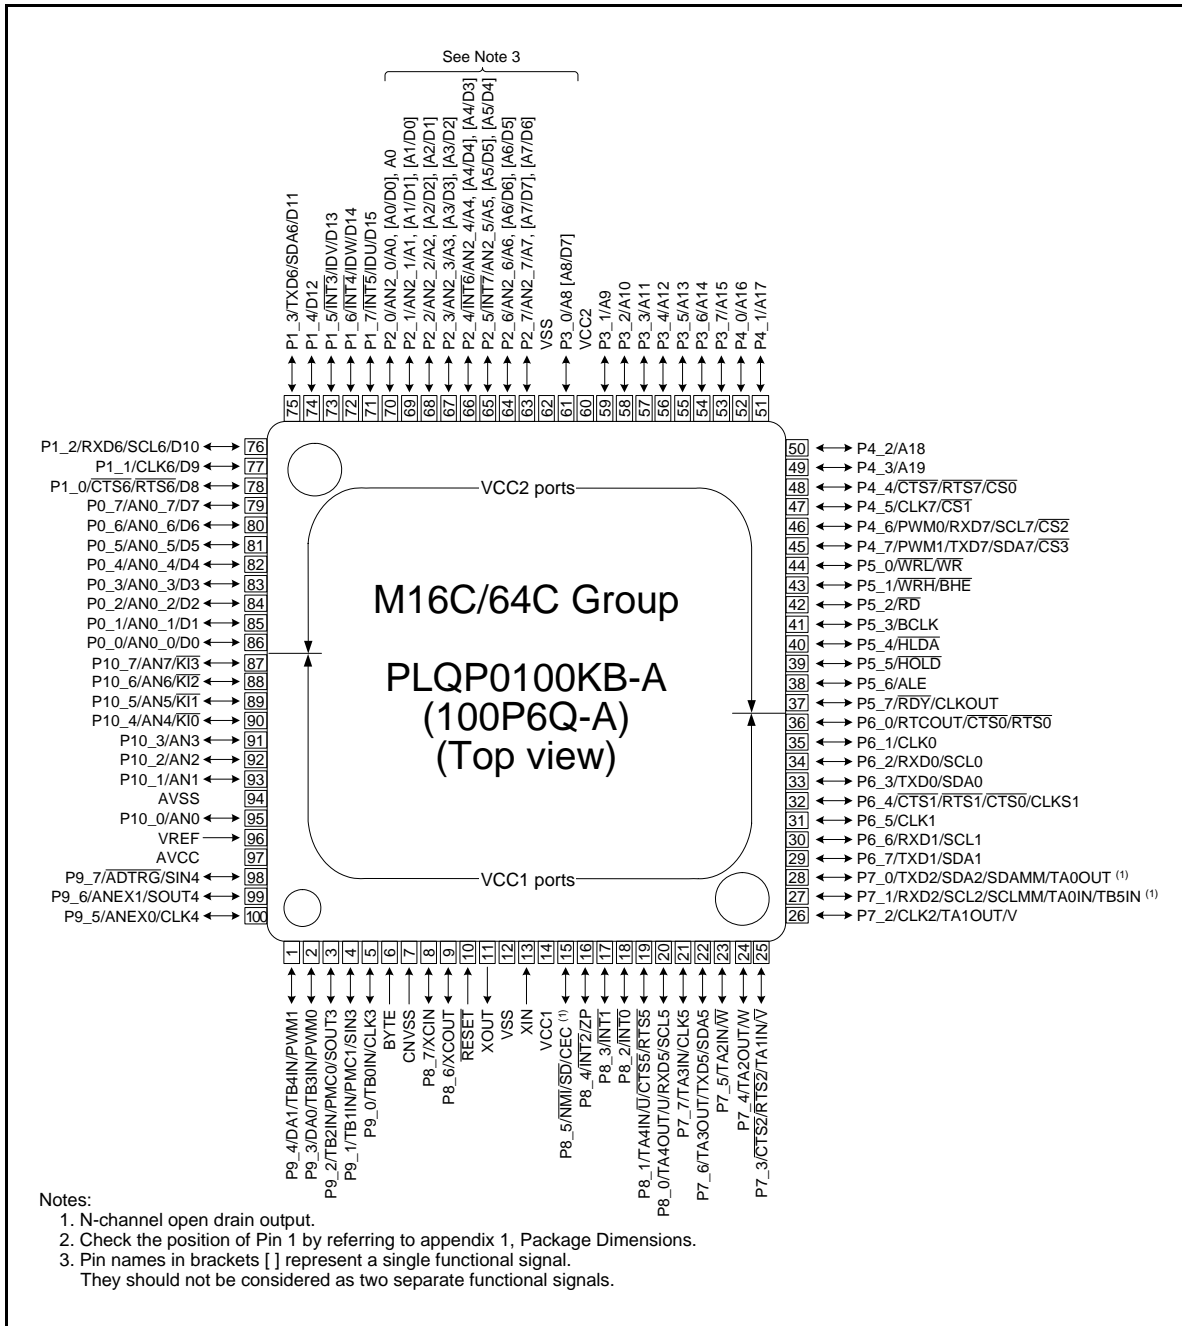 See Note 3
P1_3/TXD6/SDA6/D11
P1_4/D12
P1_5/INT3/IDV/D13
P1_6/INT4/IDW/D14
P1_7/INT5/IDU/D15
P2_0/AN2_0/A0, [A0/D0], A0
P2_1/AN2_1/A1, [A1/D1], [A1/D0]
P2_2/AN2_2/A2, [A2/D2], [A2/D1]
P2_3/AN2_3/A3, [A3/D3], [A3/D2]
P2_4/INT6/AN2_4/A4, [A4/D4], [A4/D3]
P2_5/INT7/AN2_5/A5, [A5/D5], [A5/D4]
P2_6/AN2_6/A6, [A6/D6], [A6/D5]
P2_7/AN2_7/A7, [A7/D7], [A7/D6]
VSS
P3_0/A8 [A8/D7]
VCC2
P3_1/A9
P3_2/A10
P3_3/A11
P3_4/A12
P3_5/A13
P3_6/A14
P3_7/A15
P4_0/A16
P4_1/A17
75 74 73 72 71 70 69 68 67 66 65 64 63 62 61 60 59 58 57 56 55 54 53 52 51
P1_2/RXD6/SCL6/D10 76
P1_1/CLK6/D9 77
P1_0/CTS6/RTS6/D8 78
P0_7/AN0_7/D7 79
P0_6/AN0_6/D6 80
P0_5/AN0_5/D5 81
P0_4/AN0_4/D4 82
P0_3/AN0_3/D3 83
P0_2/AN0_2/D2 84
P0_1/AN0_1/D1 85
P0_0/AN0_0/D0 86
P10_7/AN7/KI3 87
P10_6/AN6/KI2 88
P10_5/AN5/KI1 89
P10_4/AN4/KI0 90
P10_3/AN3 91
P10_2/AN2 92
P10_1/AN1 93
AVSS 94
P10_0/AN0 95
VREF 96
AVCC 97
P9_7/ADTRG/SIN4 98
P9_6/ANEX1/SOUT4 99
P9_5/ANEX0/CLK4 100
VCC2 ports
M16C/64C Group
PLQP0100KB-A
(100P6Q-A)
(Top view)
VCC1 ports
50 P4_2/A18
49 P4_3/A19
48 P4_4/CTS7/RTS7/CS0
47 P4_5/CLK7/CS1
46 P4_6/PWM0/RXD7/SCL7/CS2
45 P4_7/PWM1/TXD7/SDA7/CS3
44 P5_0/WRL/WR
43 P5_1/WRH/BHE
42 P5_2/RD
41 P5_3/BCLK
40 P5_4/HLDA
39 P5_5/HOLD
38 P5_6/ALE
37 P5_7/RDY/CLKOUT
36 P6_0/RTCOUT/CTS0/RTS0
35 P6_1/CLK0
34 P6_2/RXD0/SCL0
33 P6_3/TXD0/SDA0
32 P6_4/CTS1/RTS1/CTS0/CLKS1
31 P6_5/CLK1
30 P6_6/RXD1/SCL1
29 P6_7/TXD1/SDA1
28 P7_0/TXD2/SDA2/SDAMM/TA0OUT (1)
27 P7_1/RXD2/SCL2/SCLMM/TA0IN/TB5IN (1)
26 P7_2/CLK2/TA1OUT/V
1 2 3 4 5 6 7 8 9 10 11 12 13 14 15 16 17 18 19 20 21 22 23 24 25
P9_4/DA1/TB4IN/PWM1
P9_3/DA0/TB3IN/PWM0
P9_2/TB2IN/PMC0/SOUT3
P9_1/TB1IN/PMC1/SIN3
P9_0/TB0IN/CLK3
BYTE
CNVSS
P8_7/XCIN
P8_6/XCOUT
RESET
XOUT
VSS
XIN
VCC1
P8_5/NMI/SD/CEC (1)
P8_4/INT2/ZP
P8_3/INT1
P8_2/INT0
P8_1/TA4IN/U/CTS5/RTS5
P8_0/TA4OUT/U/RXD5/SCL5
P7_7/TA3IN/CLK5
P7_6/TA3OUT/TXD5/SDA5
P7_5/TA2IN/W
P7_4/TA2OUT/W
P7_3/CTS2/RTS2/TA1IN/V
Notes:
1. N-channel open drain output.
2. Check the position of Pin 1 by referring to appendix 1, Package Dimensions.
3. Pin names in brackets [ ] represent a single functional signal.
They should not be considered as two separate functional signals.